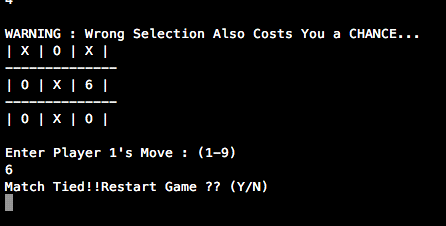 4
WARNING : Wrong Selection Also Costs You a CHANCE...
| X | O | X |
---------------
| O | X | 6 |
---------------
| O | X | O |
Enter Player 1's Move : (1-9)
6
Match Tied!!Restart Game ?? (Y/N)